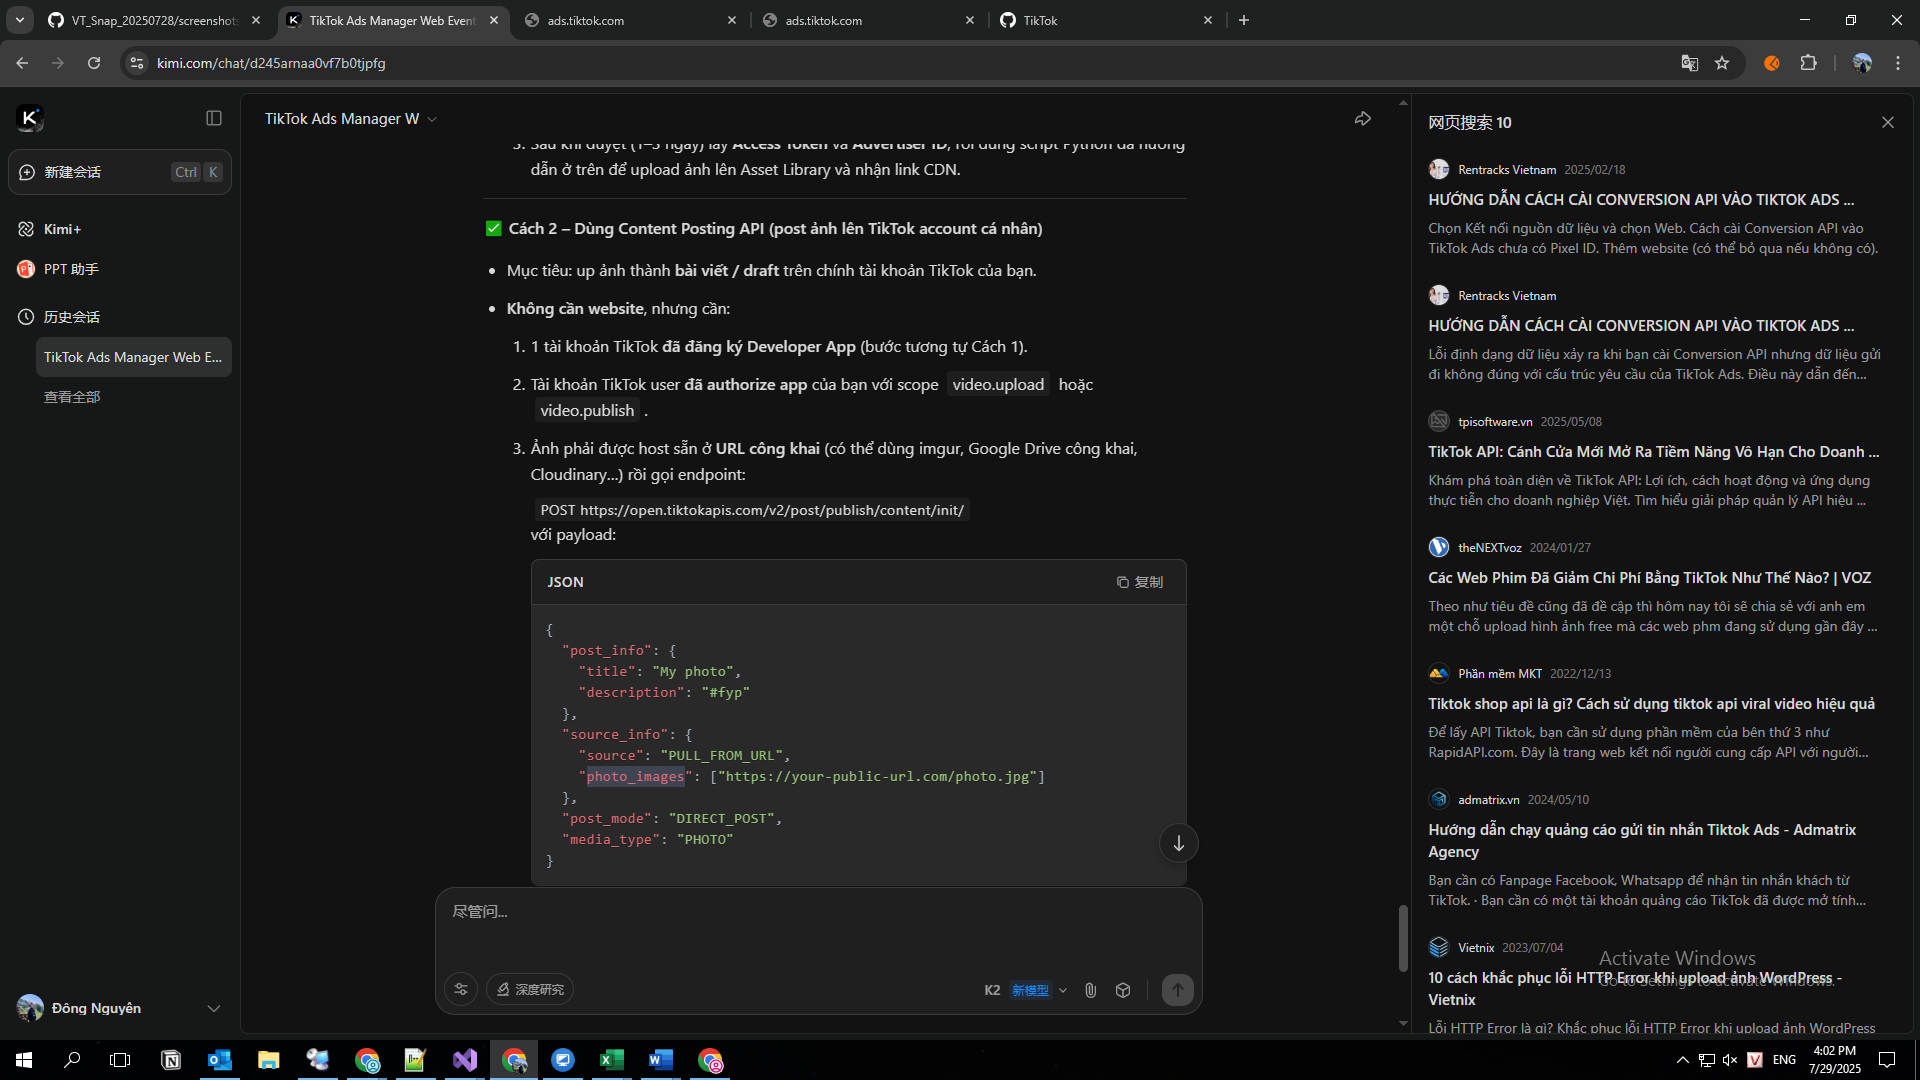 VT_Snap_20250728/screenshots
TikTok Ads Manager Web Event
ads.tiktok.com
ads.tiktok.com
TikTok
kimi.com/chat/d245arnaa0vf7b0tjpfg
新建会话
Ctrl K
Kimi+
PPT 助手
历史会话
TikTok Ads Manager Web E...
查看全部
Đông Nguyên
TikTok Ads Manager W
3. Sau khi duyệt (1–3 ngày) lấy Access Token và Advertiser ID, rồi dùng script Python đã hướng
dẫn ở trên để upload ảnh lên Asset Library và nhận link CDN.
✅ Cách 2 – Dùng Content Posting API (post ảnh lên TikTok account cá nhân)
• Mục tiêu: up ảnh thành bài viết / draft trên chính tài khoản TikTok của bạn.
• Không cần website, nhưng cần:
1. 1 tài khoản TikTok đã đăng ký Developer App (bước tương tự Cách 1).
2. Tài khoản TikTok user đã authorize app của bạn với scope video.upload hoặc
video.publish .
3. Ảnh phải được host sẵn ở URL công khai (có thể dùng imgur, Google Drive công khai,
Cloudinary…) rồi gọi endpoint:
POST https://open.tiktokapis.com/v2/post/publish/content/init/
với payload:
JSON
复制
{
"post_info": {
"title": "My photo",
"description": "#fyp"
},
"source_info": {
"source": "PULL_FROM_URL",
"photo_images": ["https://your-public-url.com/photo.jpg"]
},
"post_mode": "DIRECT_POST",
"media_type": "PHOTO"
}
尽管问...
深度研究
K2 新模型
网页搜索 10
Rentracks Vietnam 2025/02/18
HƯỚNG DẪN CÁCH CÀI CONVERSION API VÀO TIKTOK ADS ...
Chọn Kết nối nguồn dữ liệu và chọn Web. Cách cài Conversion API vào
TikTok Ads chưa có Pixel ID. Thêm website (có thể bỏ qua nếu không có).
Rentracks Vietnam
HƯỚNG DẪN CÁCH CÀI CONVERSION API VÀO TIKTOK ADS ...
Lỗi định dạng dữ liệu xảy ra khi bạn cài Conversion API nhưng dữ liệu gửi
đi không đúng với cấu trúc yêu cầu của TikTok Ads. Điều này dẫn đến...
tpisoftware.vn 2025/05/08
TikTok API: Cánh Cửa Mới Mở Ra Tiềm Năng Vô Hạn Cho Doanh ...
Khám phá toàn diện về TikTok API: Lợi ích, cách hoạt động và ứng dụng
thực tiễn cho doanh nghiệp Việt. Tìm hiểu giải pháp quản lý API hiệu ...
theNEXTvoz 2024/01/27
Các Web Phim Đã Giảm Chi Phí Bằng TikTok Như Thế Nào? | VOZ
Theo như tiêu đề cũng đã đề cập thì hôm nay tôi sẽ chia sẻ với anh em
một chỗ upload hình ảnh free mà các web phm đang sử dụng gần đây ...
Phần mềm MKT 2022/12/13
Tiktok shop api là gì? Cách sử dụng tiktok api viral video hiệu quả
Để lấy API Tiktok, bạn cần sử dụng phần mềm của bên thứ 3 như
RapidAPI.com. Đây là trang web kết nối người cung cấp API với người...
admatrix.vn 2024/05/10
Hướng dẫn chạy quảng cáo gửi tin nhắn Tiktok Ads - Admatrix
Agency
Bạn cần có Fanpage Facebook, Whatsapp để nhận tin nhắn khách từ
TikTok. · Bạn cần có một tài khoản quảng cáo TikTok đã được mở tính...
Vietnix 2023/07/04
10 cách khắc phục lỗi HTTP Error khi upload ảnh WordPress -
Vietnix
Lỗi HTTP Error là gì? Khắc phục lỗi HTTP Error khi upload ảnh WordPress
Activate Windows
Go to Settings to activate Windows.
ENG
4:02 PM
7/29/2025